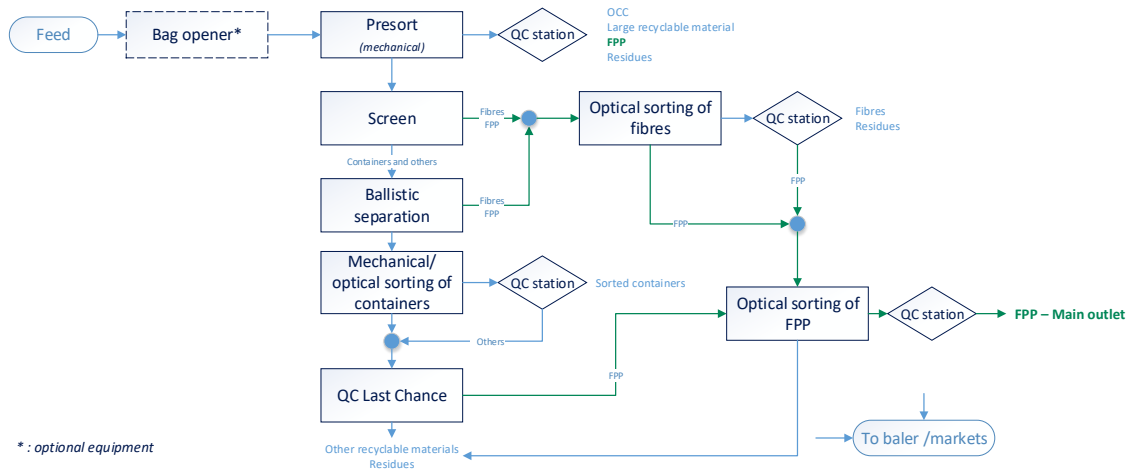 Feed
Bag opener*
Presort
(mechanical)
QC station
OCC
Large recyclable material
FPP
Residues
Screen
Fibres
FPP
Optical sorting of
fibres
QC station
Fibres
Residues
Containers and others
Ballistic
separation
Fibres
FPP
FPP
FPP
Mechanical/
optical sorting of
containers
QC station
Sorted containers
Optical sorting of
FPP
QC station
FPP – Main outlet
Others
FPP
QC Last Chance
To baler /markets
* : optional equipment
Other recyclable materials
Residues